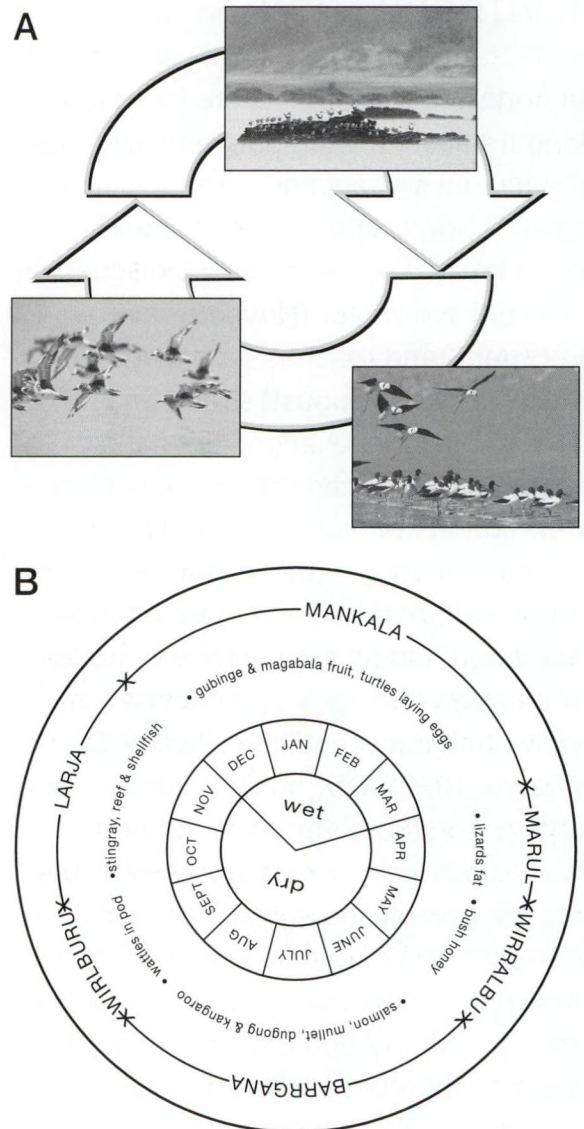 A
B
MANKALA
MARUL
WIRRALBU
BARRGANA
WIRLBURU
LARJA
• gubinge & magabala fruit, turtles laying eggs
• lizards fat
• bush honey
• salmon, mullet, dugong & kangaroo
• wattles in pod
• stingray, reef & shellfish
JAN
FEB
MAR
APR
MAY
JUNE
JULY
AUG
SEPT
OCT
NOV
DEC
wet
dry